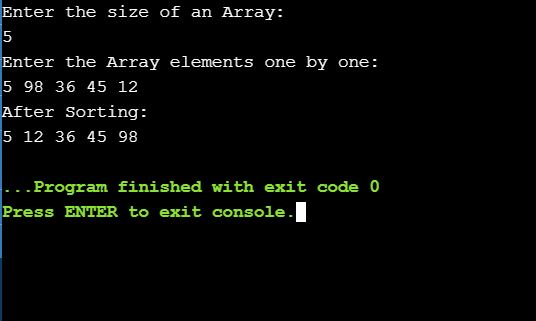 Enter the size of an Array:
5
Enter the Array elements one by one:
5 98 36 45 12
After Sorting:
5 12 36 45 98
...Program finished with exit code 0
Press ENTER to exit console.